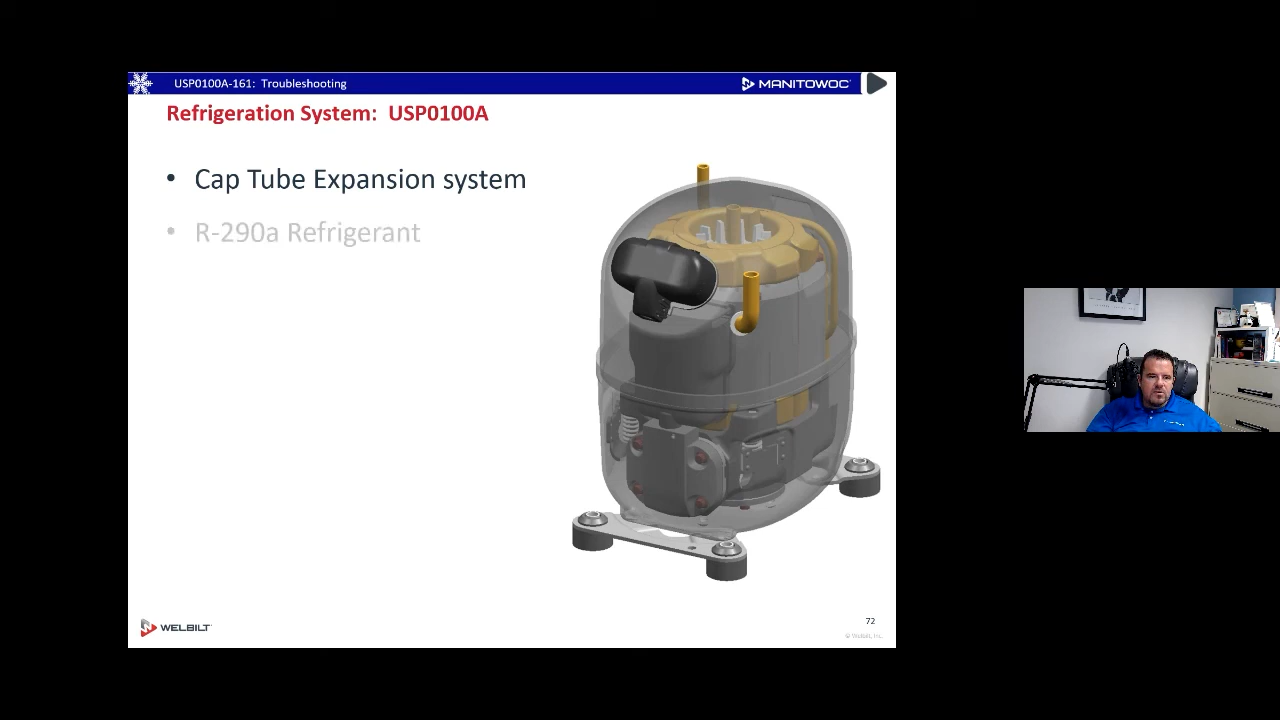 USP0100A-161: Troubleshooting
MANITOWOC
Refrigeration System: USP0100A
• Cap Tube Expansion system
• R-290a Refrigerant
WELBILT
72
© Welbilt, Inc.